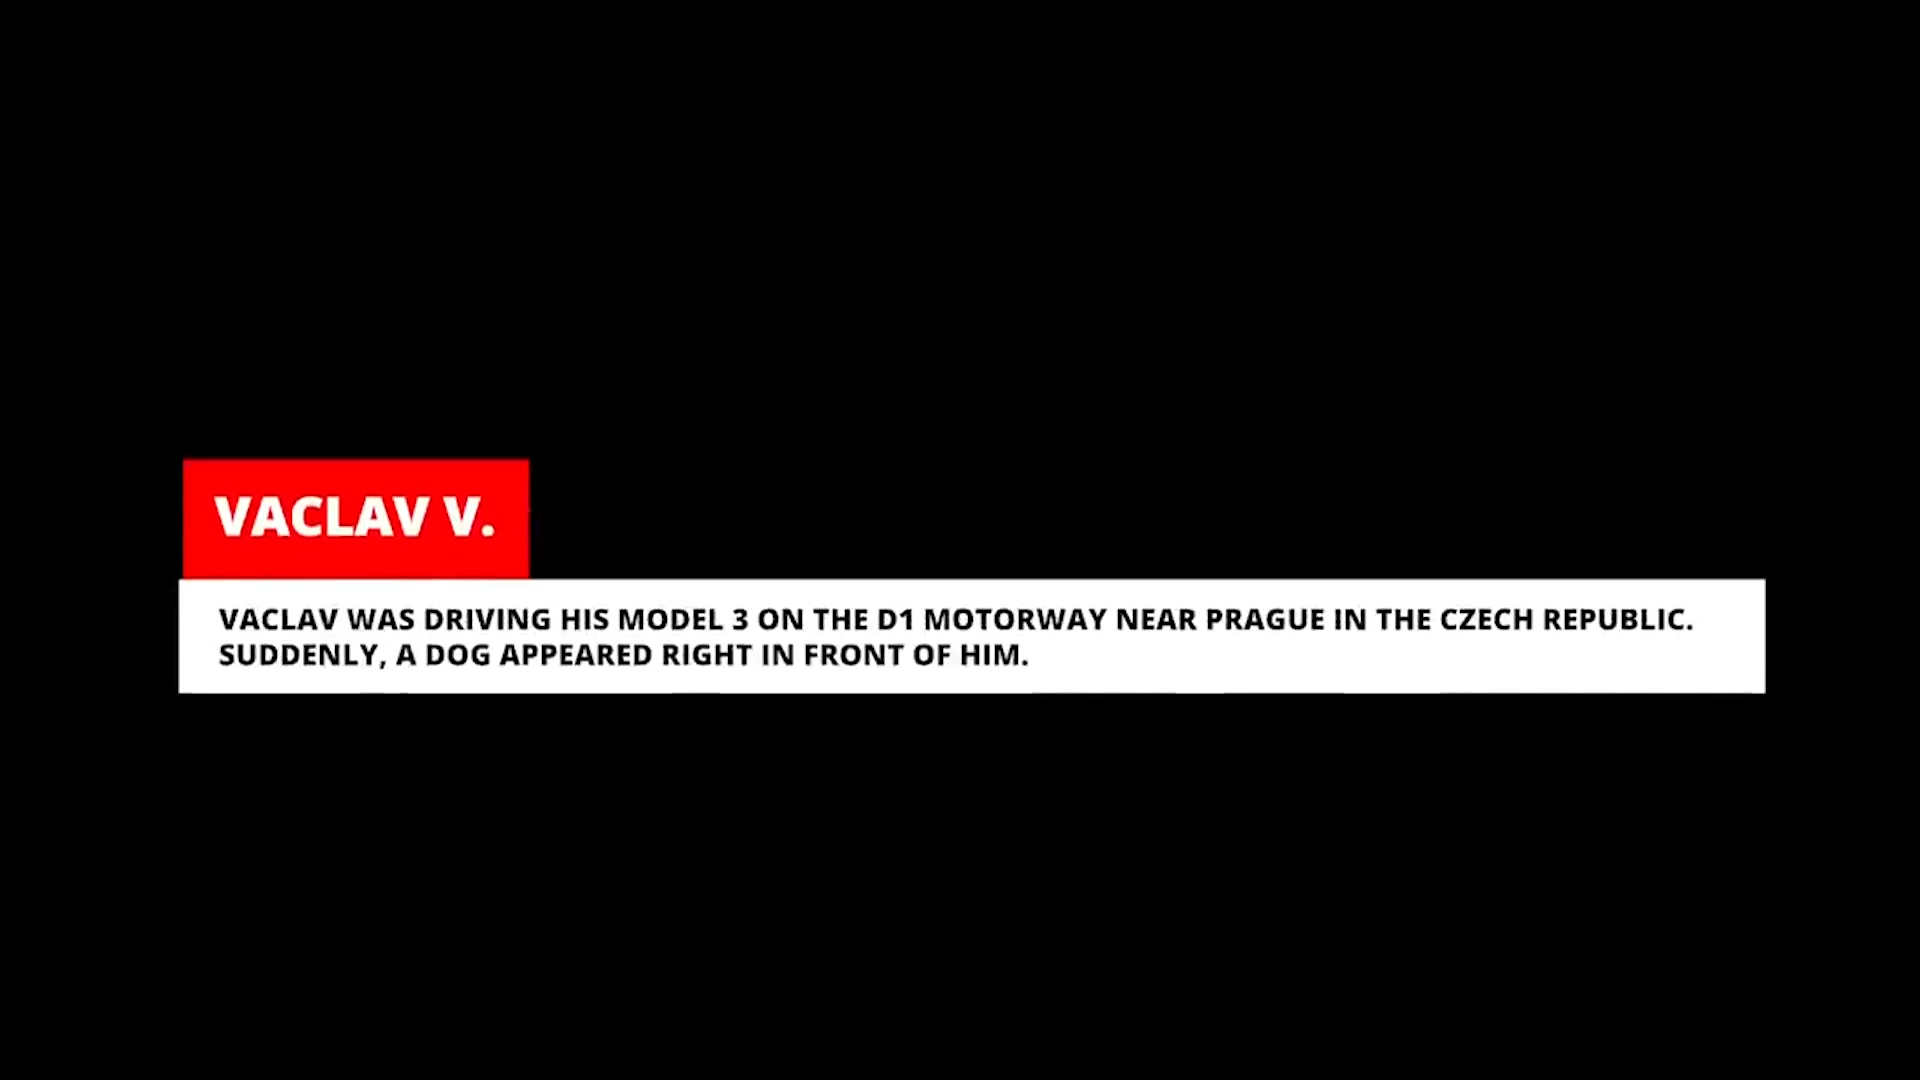 VACLAV V.
VACLAV WAS DRIVING HIS MODEL 3 ON THE D1 MOTORWAY NEAR PRAGUE IN THE CZECH REPUBLIC.
SUDDENLY, A DOG APPEARED RIGHT IN FRONT OF HIM.